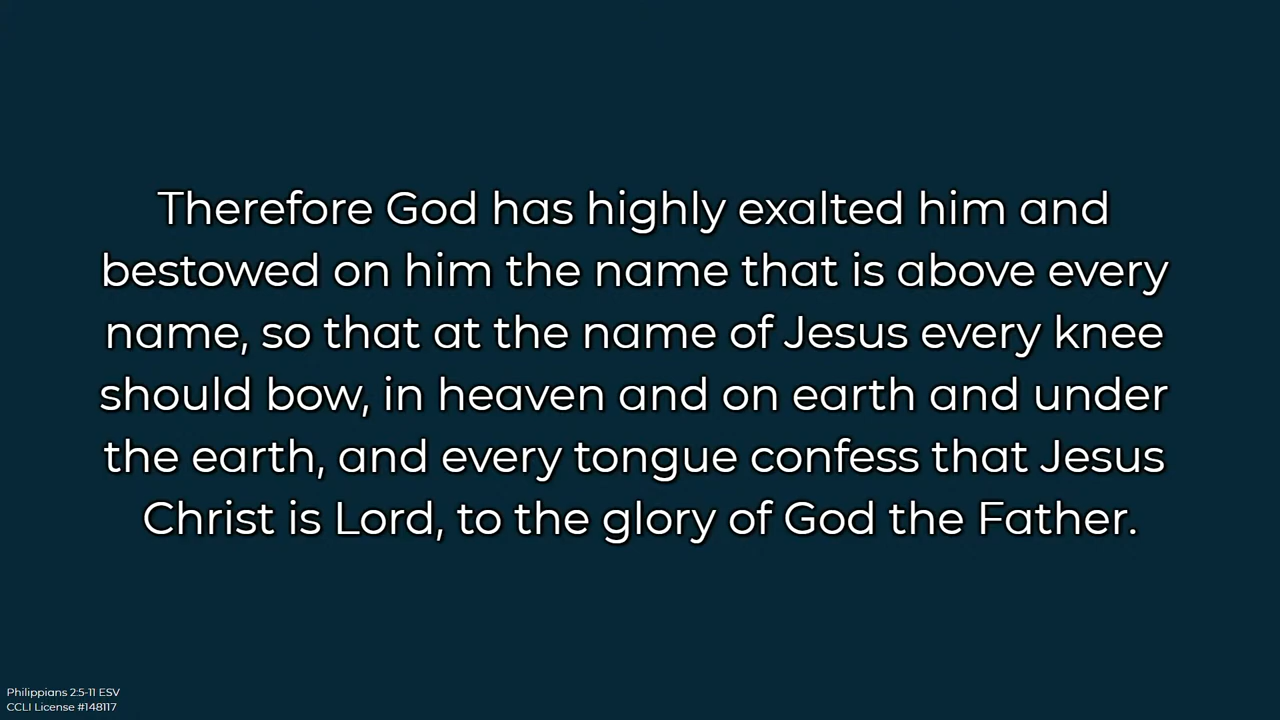 Therefore God has highly exalted him and
bestowed on him the name that is above every
name, so that at the name of Jesus every knee
should bow, in heaven and on earth and under
the earth, and every tongue confess that Jesus
Christ is Lord, to the glory of God the Father.
Philippians 2:5-11 ESV
CCLI License #148117